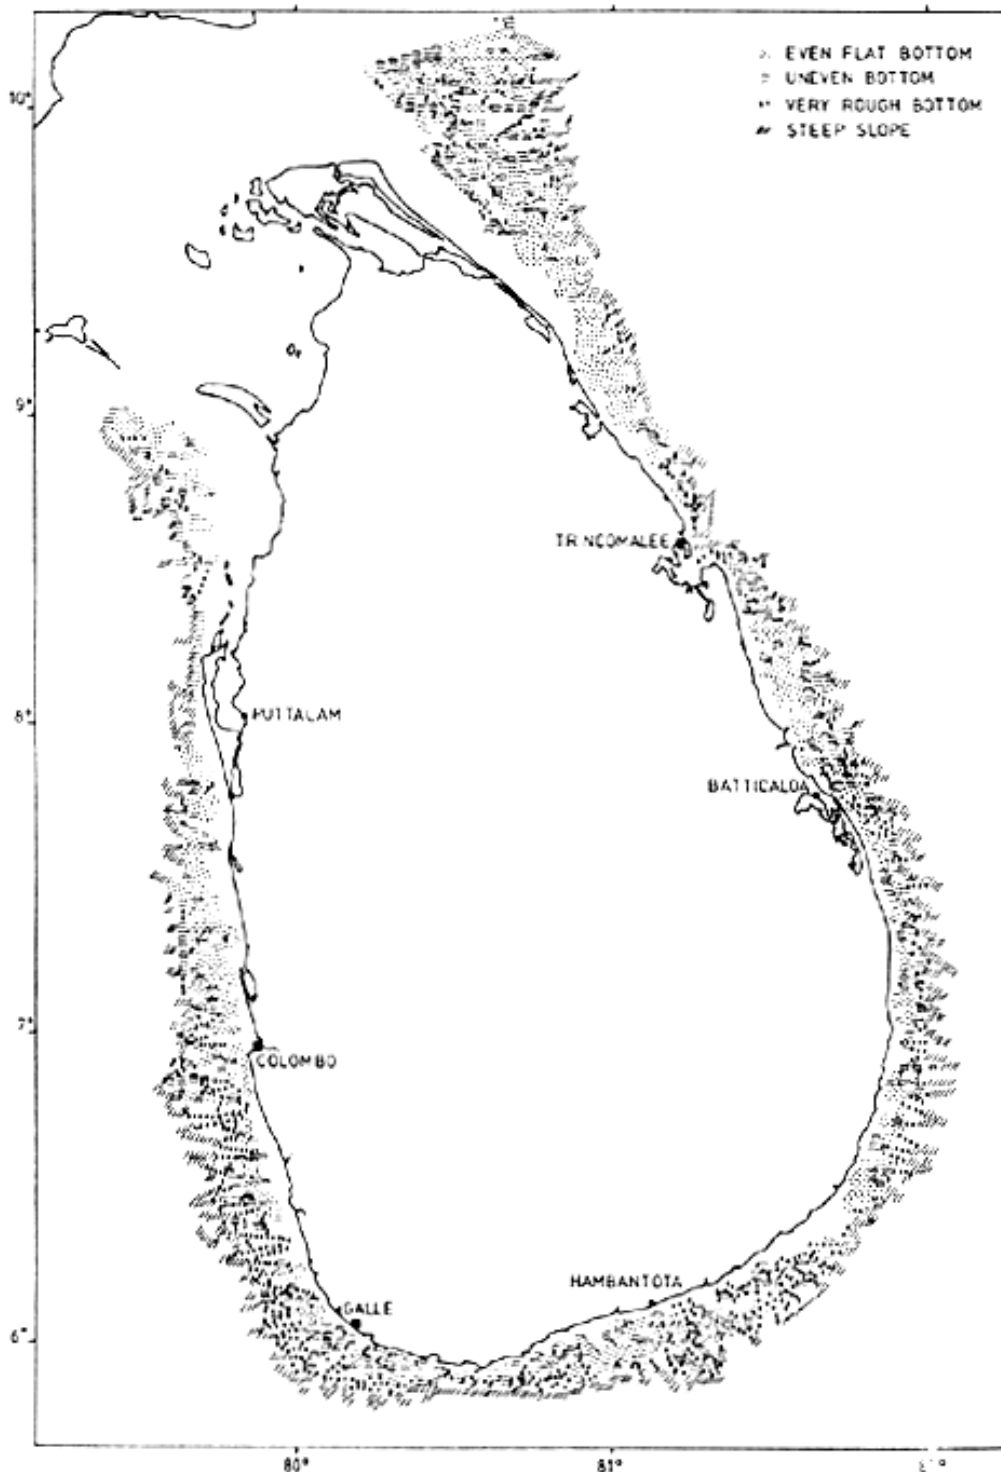 EVEN FLAT BOTTOM
UNEVEN BOTTOM
VERY ROUGH BOTTOM
STEEP SLOPE
10°
9°
TRINCOMALEE
8°
PUTTALAM
BATTICALOA
7°
COLOMBO
HAMBANTOTA
GALLE
6°
80°
81°